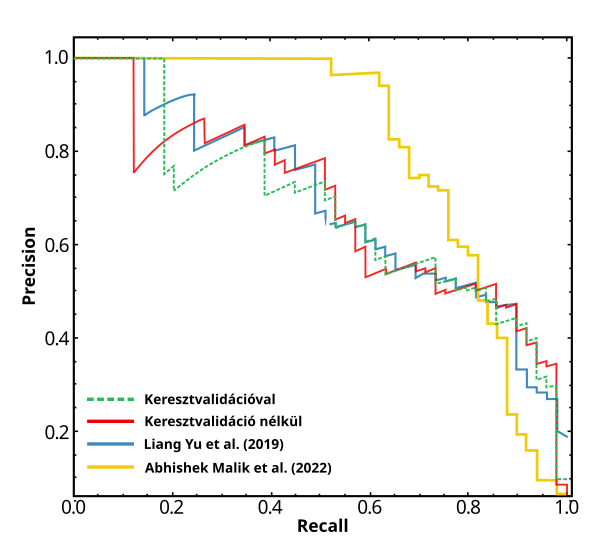 1.0
0.8
0.6
0.4
0.2
Precision
Keresztvalidációval
Keresztvalidáció nélkül
Liang Yu et al. (2019)
Abhishek Malik et al. (2022)
0.0 0.2 0.4 0.6 0.8 1.0
Recall